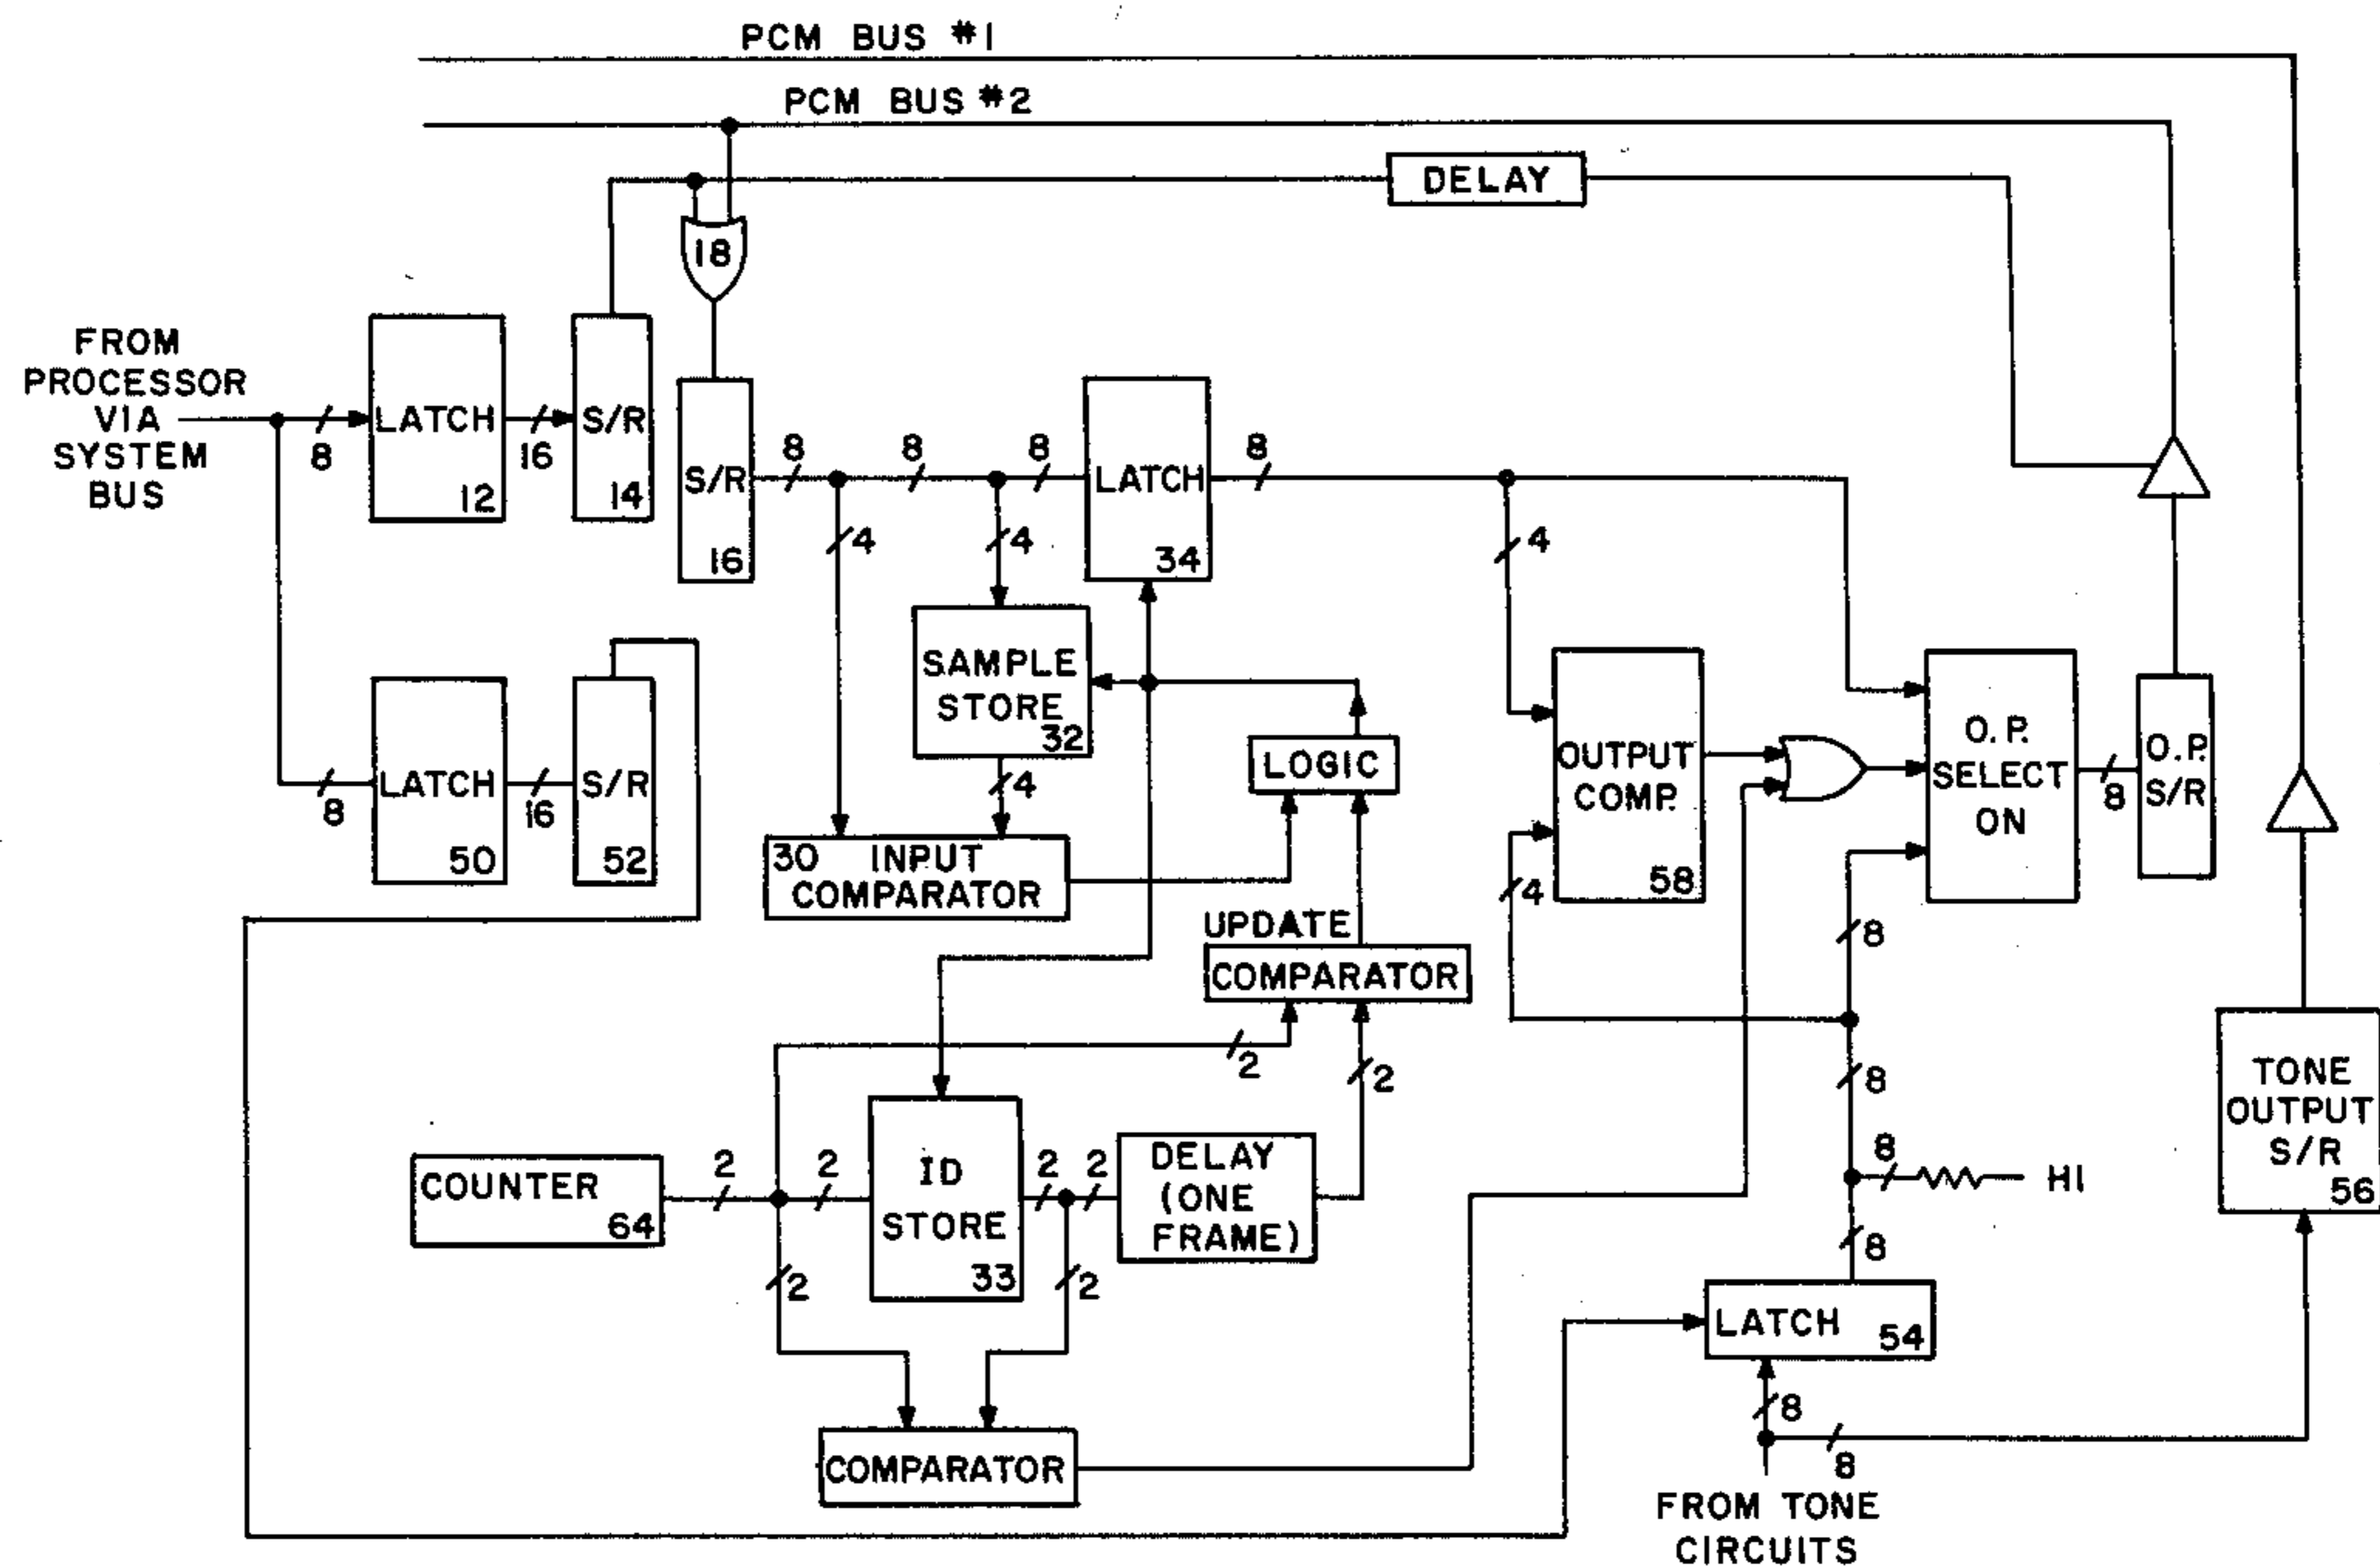 PCM BUS #1
PCM BUS #2
DELAY
18
FROM
PROCESSOR
VIA
SYSTEM
BUS
8
LATCH
12
16
S/R
14
S/R
16
8
8
8
LATCH
34
8
4
4
4
SAMPLE
STORE
32
4
LOGIC
30 INPUT
COMPARATOR
UPDATE
COMPARATOR
8
LATCH
50
16
S/R
52
OUTPUT
COMP.
58
4
O.P.
SELECT
ON
8
O.P.
S/R
8
8
2
2
COUNTER
64
2
2
ID
STORE
33
2
2
DELAY
(ONE
FRAME)
2
2
COMPARATOR
8
HI
8
LATCH
54
8
8
TONE
OUTPUT
S/R
56
FROM TONE
CIRCUITS